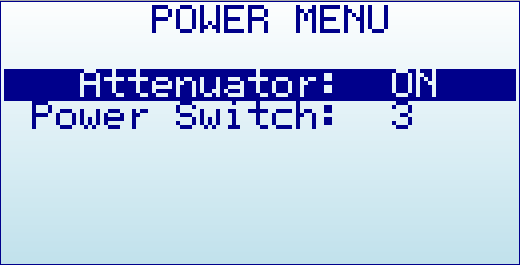 POWER MENU
Attenuator: ON
Power Switch: 3